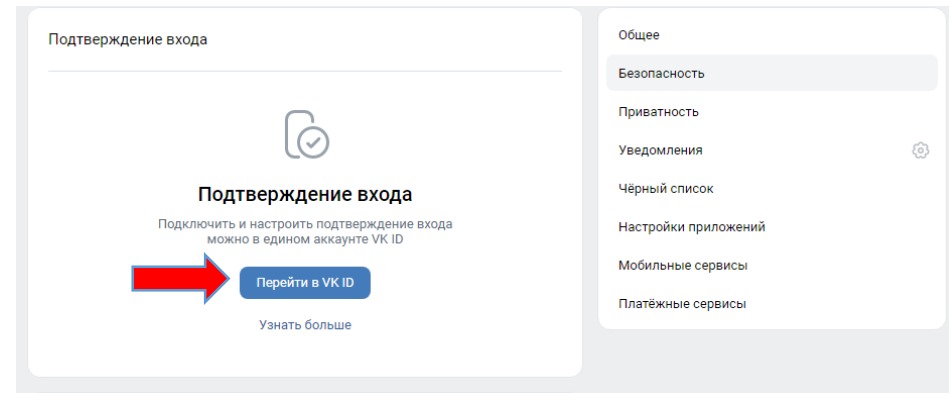 Подтверждение входа
Подтверждение входа
Подключить и настроить подтверждение входа
можно в едином аккаунте VK ID
Перейти в VK ID
Узнать больше
Общее
Безопасность
Приватность
Уведомления
Чёрный список
Настройки приложений
Мобильные сервисы
Платёжные сервисы